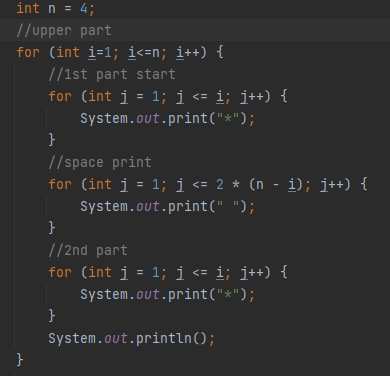 int n = 4;
//upper part
for (int i=1; i<=n; i++) {
    //1st part start
    for (int j = 1; j <= i; j++) {
        System.out.print("*");
    }
    //space print
    for (int j = 1; j <= 2 * (n - i); j++) {
        System.out.print(" ");
    }
    //2nd part
    for (int j = 1; j <= i; j++) {
        System.out.print("*");
    }
    System.out.println();
}